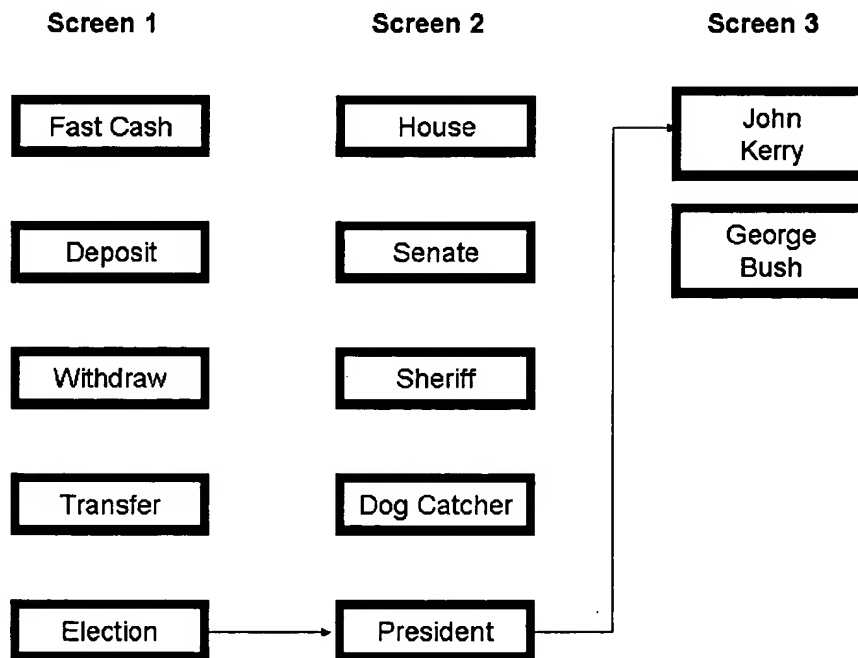 Screen 1
Screen 2
Screen 3
Fast Cash
House
John
Kerry
Deposit
Senate
George
Bush
Withdraw
Sheriff
Transfer
Dog Catcher
Election
President